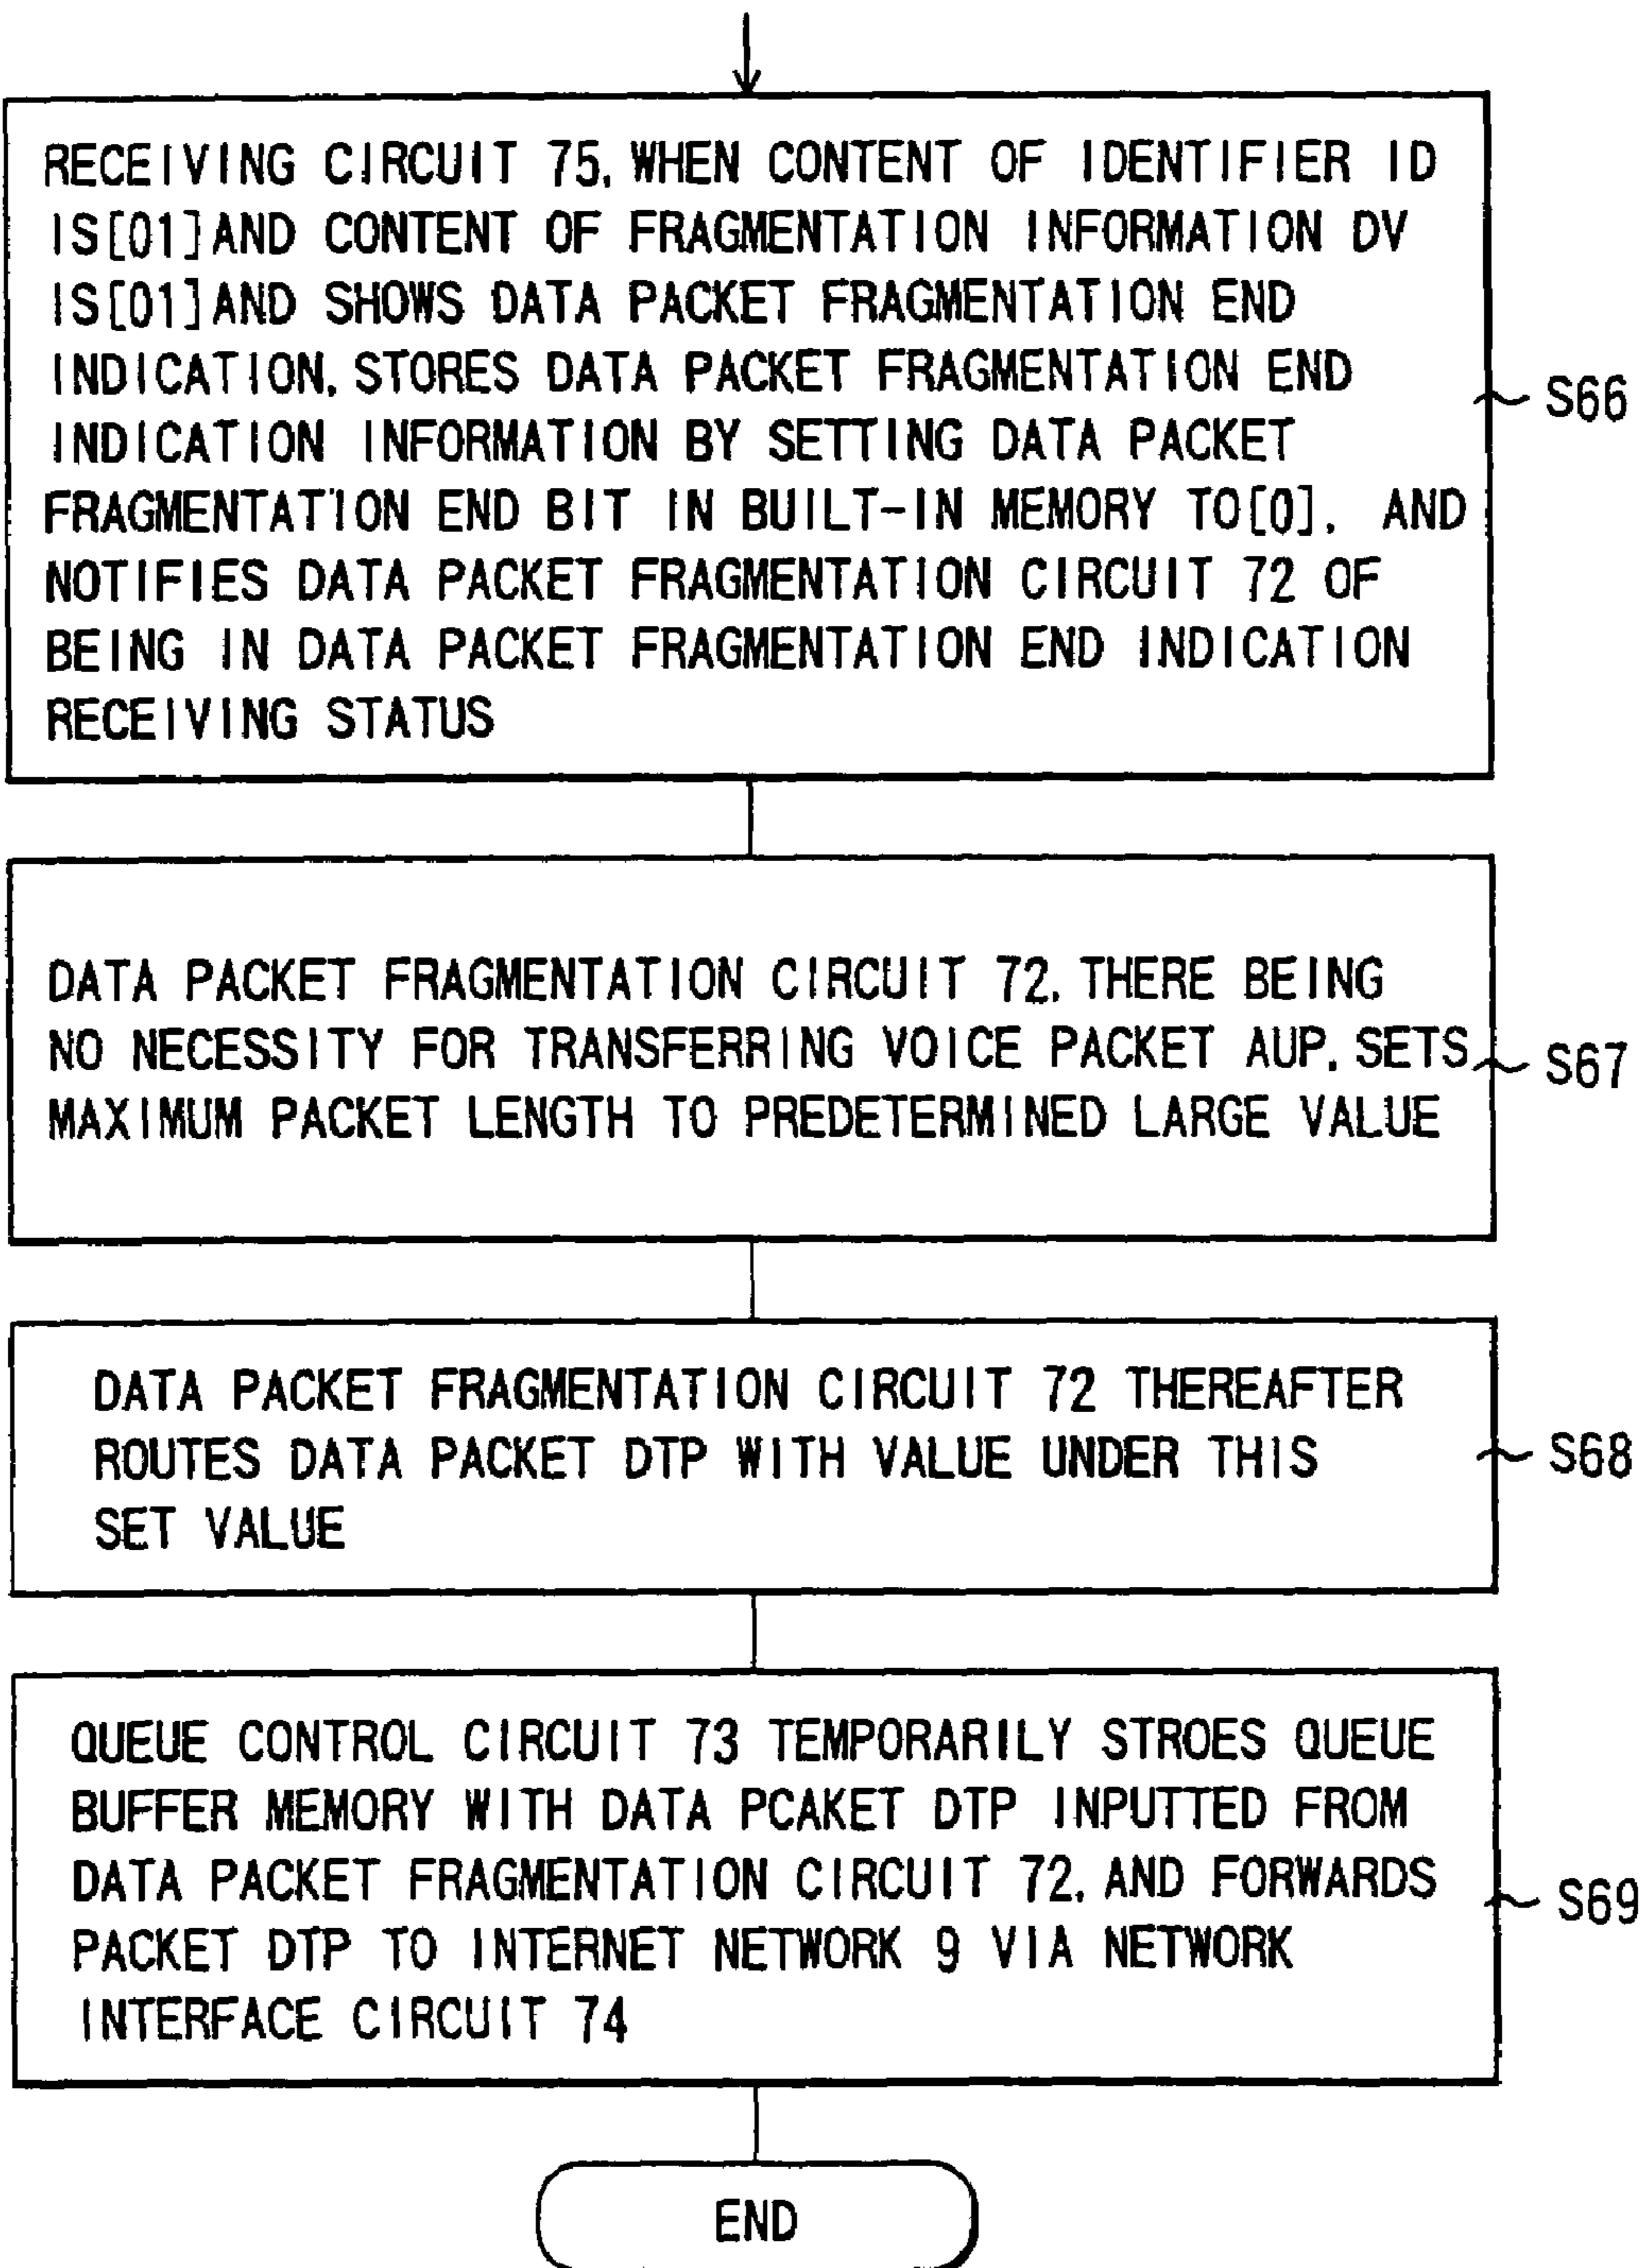 RECEIVING CIRCUIT 75, WHEN CONTENT OF IDENTIFIER ID
IS[01]AND CONTENT OF FRAGMENTATION INFORMATION DV
IS[01]AND SHOWS DATA PACKET FRAGMENTATION END
INDICATION, STORES DATA PACKET FRAGMENTATION END
INDICATION INFORMATION BY SETTING DATA PACKET
FRAGMENTATION END BIT IN BUILT-IN MEMORY TO[0], AND
NOTIFIES DATA PACKET FRAGMENTATION CIRCUIT 72 OF
BEING IN DATA PACKET FRAGMENTATION END INDICATION
RECEIVING STATUS
S66
DATA PACKET FRAGMENTATION CIRCUIT 72, THERE BEING
NO NECESSITY FOR TRANSFERRING VOICE PACKET AUP, SETS
MAXIMUM PACKET LENGTH TO PREDETERMINED LARGE VALUE
S67
DATA PACKET FRAGMENTATION CIRCUIT 72 THEREAFTER
ROUTES DATA PACKET DTP WITH VALUE UNDER THIS
SET VALUE
S68
QUEUE CONTROL CIRCUIT 73 TEMPORARILY STROES QUEUE
BUFFER MEMORY WITH DATA PCAKET DTP INPUTTED FROM
DATA PACKET FRAGMENTATION CIRCUIT 72, AND FORWARDS
PACKET DTP TO INTERNET NETWORK 9 VIA NETWORK
INTERFACE CIRCUIT 74
S69
END